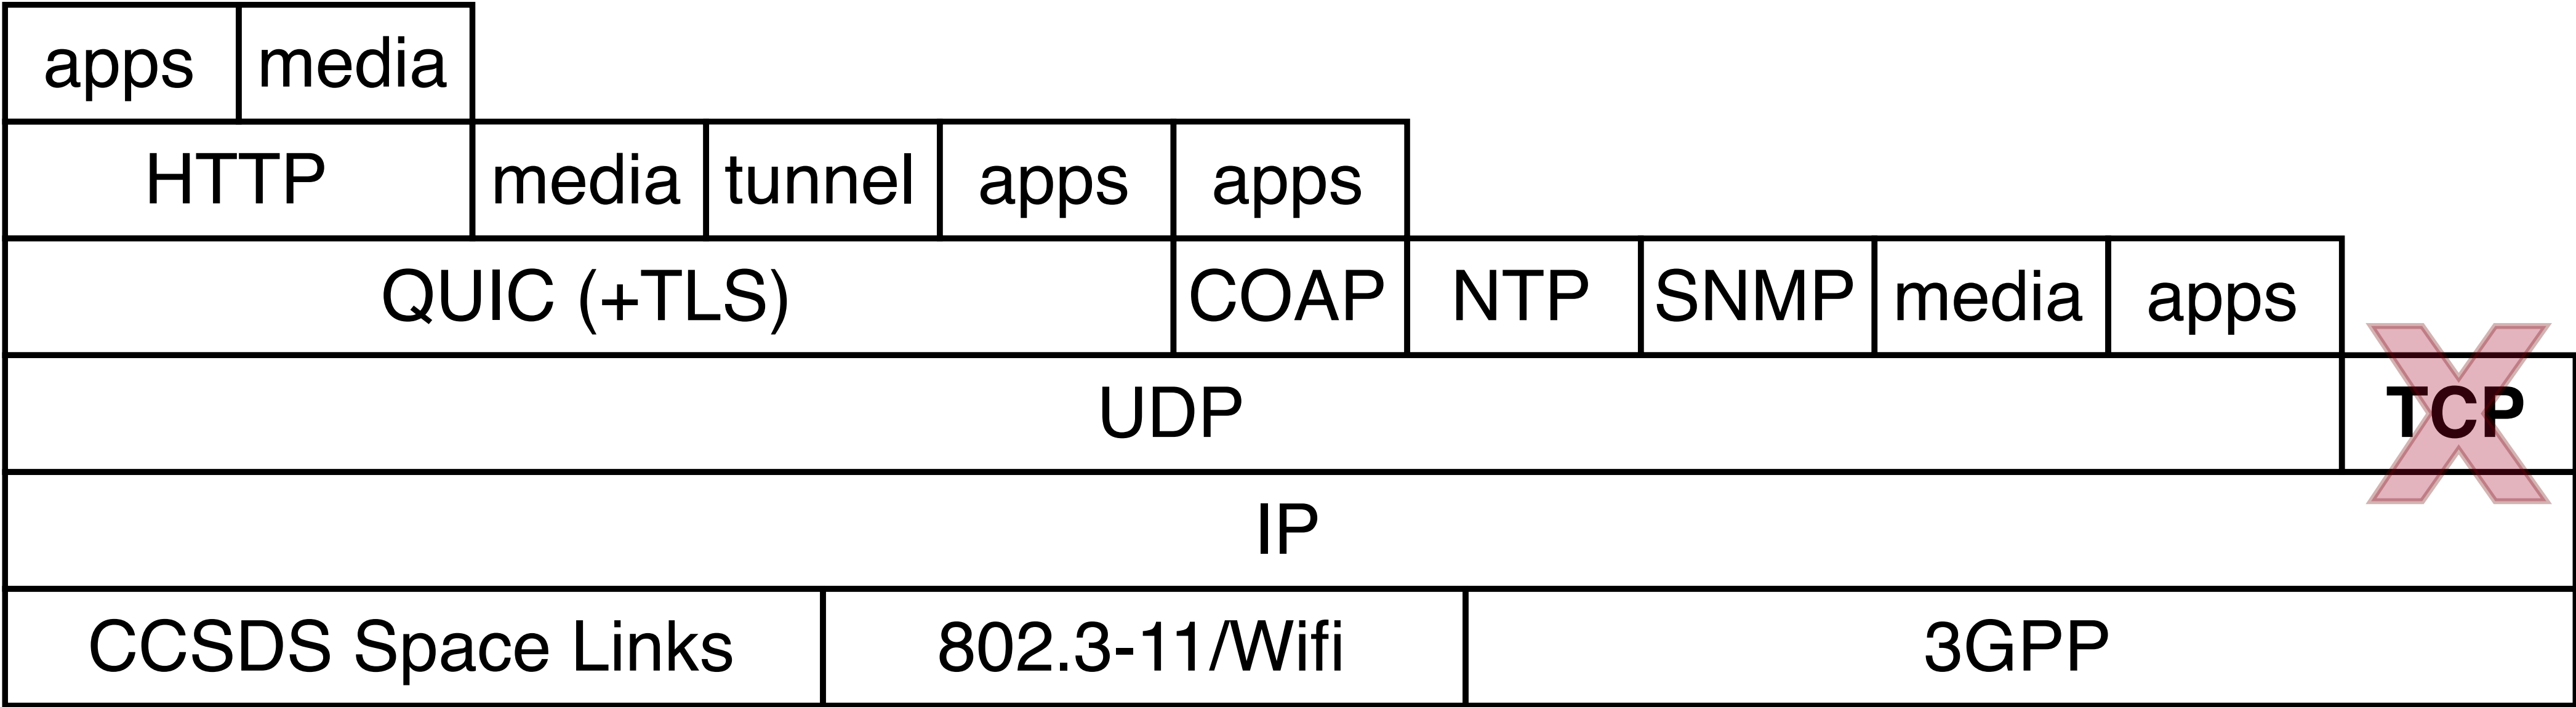 apps media
HTTP media tunnel apps apps
QUIC (+TLS) COAP NTP SNMP media apps
UDP TCP
IP
CCSDS Space Links 802.3-11/Wifi 3GPP